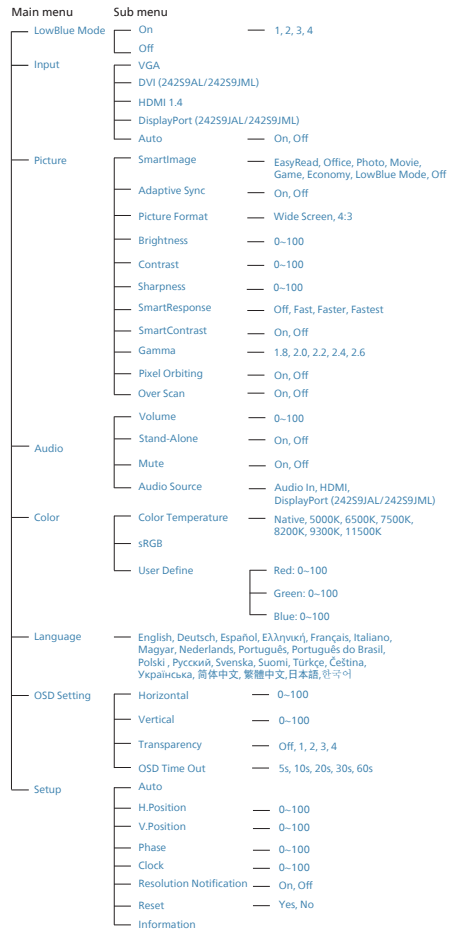 Main menu Sub menu
LowBlue Mode On 1, 2, 3, 4
Off
Input VGA
DVI (242S9AL/242S9JML)
HDMI 1.4
DisplayPort (242S9JAL/242S9JML)
Auto On, Off
Picture SmartImage EasyRead, Office, Photo, Movie,
Game, Economy, LowBlue Mode, Off
Adaptive Sync On, Off
Picture Format Wide Screen, 4:3
Brightness 0~100
Contrast 0~100
Sharpness 0~100
SmartResponse Off, Fast, Faster, Fastest
SmartContrast On, Off
Gamma 1.8, 2.0, 2.2, 2.4, 2.6
Pixel Orbiting On, Off
Over Scan On, Off
Audio Volume 0~100
Stand-Alone On, Off
Mute On, Off
Audio Source Audio In, HDMI,
DisplayPort (242S9JAL/242S9JML)
Color Color Temperature Native, 5000K, 6500K, 7500K,
8200K, 9300K, 11500K
sRGB
User Define Red: 0~100
Green: 0~100
Blue: 0~100
Language English, Deutsch, Español, Ελληνική, Français, Italiano,
Magyar, Nederlands, Português, Português do Brasil,
Polski , Русский, Svenska, Suomi, Türkçe, Čeština,
Українська, 简体中文, 繁體中文,日本語,한국어
OSD Setting Horizontal 0~100
Vertical 0~100
Transparency Off, 1, 2, 3, 4
OSD Time Out 5s, 10s, 20s, 30s, 60s
Setup Auto
H.Position 0~100
V.Position 0~100
Phase 0~100
Clock 0~100
Resolution Notification On, Off
Reset Yes, No
Information